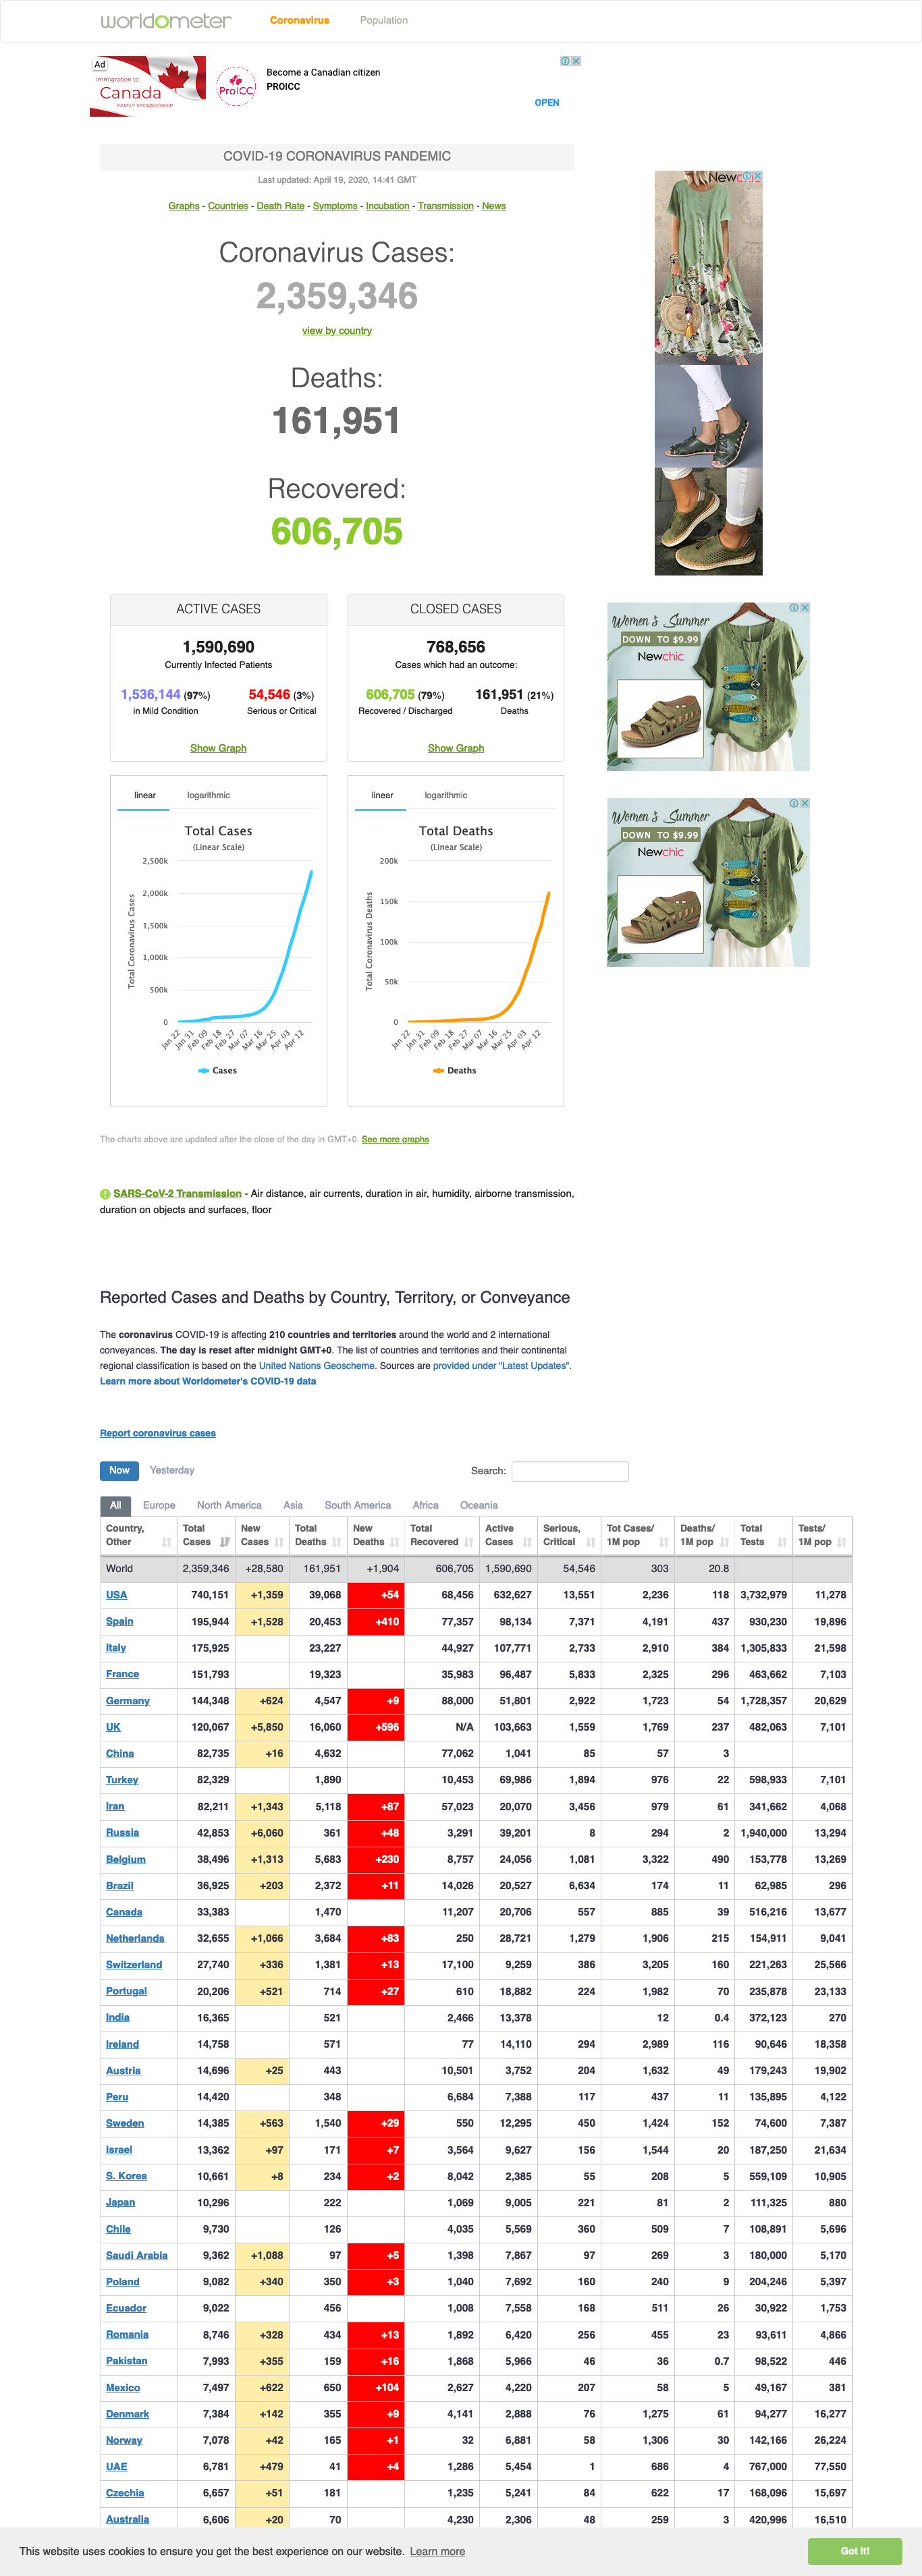 worldometer Coronavirus Population
Ad
Immigration to
Canada
FAMILY SPONSORSHIP
ProICC
Become a Canadian citizen
PROICC
OPEN
COVID-19 CORONAVIRUS PANDEMIC
Last updated: April 19, 2020, 14:41 GMT
Graphs - Countries - Death Rate - Symptoms - Incubation - Transmission - News
Coronavirus Cases:
2,359,346
view by country
Deaths:
161,951
Recovered:
606,705
Newchic
ACTIVE CASES
1,590,690
Currently Infected Patients
1,536,144 (97%) 54,546 (3%)
in Mild Condition Serious or Critical
Show Graph
CLOSED CASES
768,656
Cases which had an outcome:
606,705 (79%) 161,951 (21%)
Recovered / Discharged Deaths
Show Graph
Women's Summer
DOWN TO $9.99
Newchic
linear logarithmic
Total Cases
(Linear Scale)
Total Coronavirus Cases
2,500k
2,000k
1,500k
1,000k
500k
0
Jan 22 Jan 31 Feb 09 Feb 18 Feb 27 Mar 07 Mar 16 Mar 25 Apr 03 Apr 12
Cases
linear logarithmic
Total Deaths
(Linear Scale)
Total Coronavirus Deaths
200k
150k
100k
50k
0
Jan 22 Jan 31 Feb 09 Feb 18 Feb 27 Mar 07 Mar 16 Mar 25 Apr 03 Apr 12
Deaths
Women's Summer
DOWN TO $9.99
Newchic
The charts above are updated after the close of the day in GMT+0. See more graphs
SARS-CoV-2 Transmission - Air distance, air currents, duration in air, humidity, airborne transmission,
duration on objects and surfaces, floor
Reported Cases and Deaths by Country, Territory, or Conveyance
The coronavirus COVID-19 is affecting 210 countries and territories around the world and 2 international
conveyances. The day is reset after midnight GMT+0. The list of countries and territories and their continental
regional classification is based on the United Nations Geoscheme. Sources are provided under "Latest Updates".
Learn more about Worldometer's COVID-19 data
Report coronavirus cases
Now Yesterday Search:
All Europe North America Asia South America Africa Oceania
Country, Total New Total New Total Active Serious, Tot Cases/ Deaths/ Total Tests/
Other Cases Cases Deaths Deaths Recovered Cases Critical 1M pop 1M pop Tests 1M pop
World 2,359,346 +28,580 161,951 +1,904 606,705 1,590,690 54,546 303 20.8
USA 740,151 +1,359 39,068 +54 68,456 632,627 13,551 2,236 118 3,732,979 11,278
Spain 195,944 +1,528 20,453 +410 77,357 98,134 7,371 4,191 437 930,230 19,896
Italy 175,925 23,227 44,927 107,771 2,733 2,910 384 1,305,833 21,598
France 151,793 19,323 35,983 96,487 5,833 2,325 296 463,662 7,103
Germany 144,348 +624 4,547 +9 88,000 51,801 2,922 1,723 54 1,728,357 20,629
UK 120,067 +5,850 16,060 +596 N/A 103,663 1,559 1,769 237 482,063 7,101
China 82,735 +16 4,632 77,062 1,041 85 57 3
Turkey 82,329 1,890 10,453 69,986 1,894 976 22 598,933 7,101
Iran 82,211 +1,343 5,118 +87 57,023 20,070 3,456 979 61 341,662 4,068
Russia 42,853 +6,060 361 +48 3,291 39,201 8 294 2 1,940,000 13,294
Belgium 38,496 +1,313 5,683 +230 8,757 24,056 1,081 3,322 490 153,778 13,269
Brazil 36,925 +203 2,372 +11 14,026 20,527 6,634 174 11 62,985 296
Canada 33,383 1,470 11,207 20,706 557 885 39 516,216 13,677
Netherlands 32,655 +1,066 3,684 +83 250 28,721 1,279 1,906 215 154,911 9,041
Switzerland 27,740 +336 1,381 +13 17,100 9,259 386 3,205 160 221,263 25,566
Portugal 20,206 +521 714 +27 610 18,882 224 1,982 70 235,878 23,133
India 16,365 521 2,466 13,378 12 0.4 372,123 270
Ireland 14,758 571 77 14,110 294 2,989 116 90,646 18,358
Austria 14,696 +25 443 10,501 3,752 204 1,632 49 179,243 19,902
Peru 14,420 348 6,684 7,388 117 437 11 135,895 4,122
Sweden 14,385 +563 1,540 +29 550 12,295 450 1,424 152 74,600 7,387
Israel 13,362 +97 171 +7 3,564 9,627 156 1,544 20 187,250 21,634
S. Korea 10,661 +8 234 +2 8,042 2,385 55 208 5 559,109 10,905
Japan 10,296 222 1,069 9,005 221 81 2 111,325 880
Chile 9,730 126 4,035 5,569 360 509 7 108,891 5,696
Saudi Arabia 9,362 +1,088 97 +5 1,398 7,867 97 269 3 180,000 5,170
Poland 9,082 +340 350 +3 1,040 7,692 160 240 9 204,246 5,397
Ecuador 9,022 456 1,008 7,558 168 511 26 30,922 1,753
Romania 8,746 +328 434 +13 1,892 6,420 256 455 23 93,611 4,866
Pakistan 7,993 +355 159 +16 1,868 5,966 46 36 0.7 98,522 446
Mexico 7,497 +622 650 +104 2,627 4,220 207 58 5 49,167 381
Denmark 7,384 +142 355 +9 4,141 2,888 76 1,275 61 94,277 16,277
Norway 7,078 +42 165 +1 32 6,881 58 1,306 30 142,166 26,224
UAE 6,781 +479 41 +4 1,286 5,454 1 686 4 767,000 77,550
Czechia 6,657 +51 181 1,235 5,241 84 622 17 168,096 15,697
Australia 6,606 +20 70 4,230 2,306 48 259 3 420,996 16,510
This website uses cookies to ensure you get the best experience on our website. Learn more Got it!